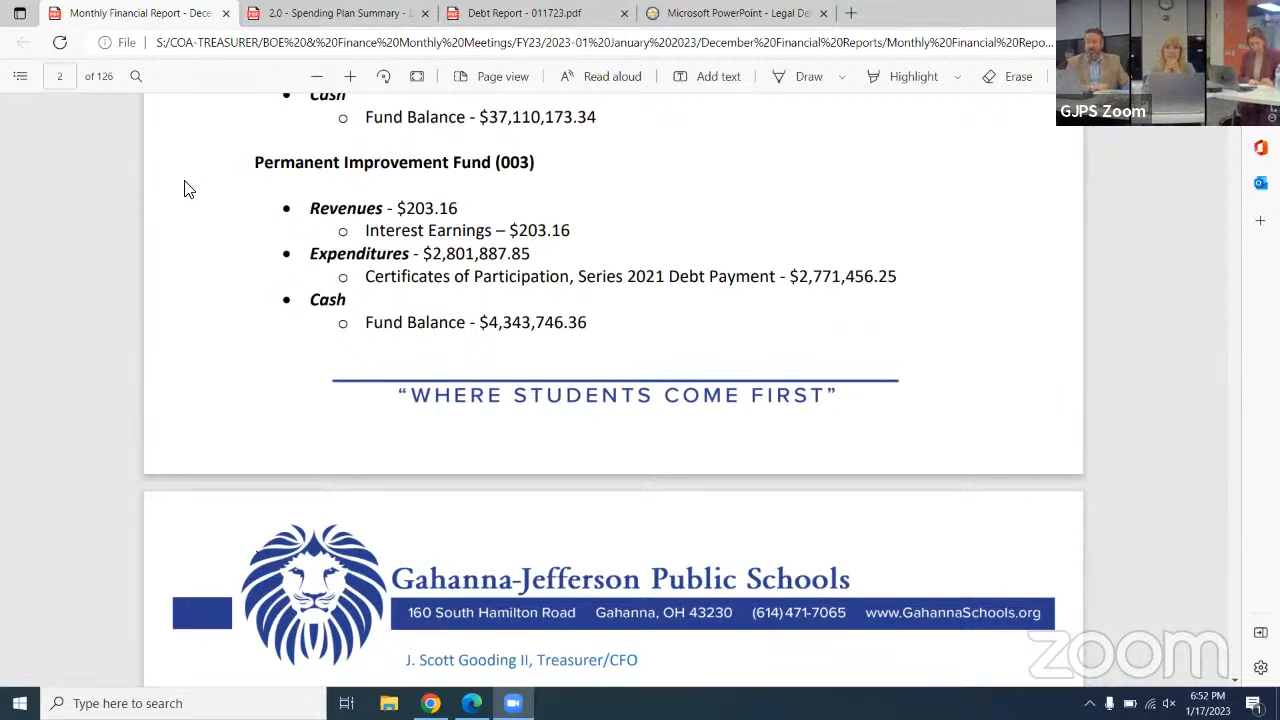 Monthly Financial Report - Dece
2.0 - Spending Plan Summary - D
Debt Report - 011723.pdf
Microsoft PowerPoint - Legal De
File
S:/COA-TREASURER/BOE%20&%20Finance%20Monthly%20Meetings/FY23/2023-01%20January%202023/December%20Financial%20Reports/Monthly%20Financial%20Repo...
2 of 126
Page view
Read aloud
Add text
Draw
Highlight
Erase
GJPS Zoom
• Cash
o Fund Balance - $37,110,173.34
Permanent Improvement Fund (003)
• Revenues - $203.16
o Interest Earnings – $203.16
• Expenditures - $2,801,887.85
o Certificates of Participation, Series 2021 Debt Payment - $2,771,456.25
• Cash
o Fund Balance - $4,343,746.36
“WHERE STUDENTS COME FIRST”
Gahanna-Jefferson Public Schools
160 South Hamilton Road Gahanna, OH 43230 (614) 471-7065 www.GahannaSchools.org
J. Scott Gooding II, Treasurer/CFO
zoom
Type here to search
6:52 PM
1/17/2023
1